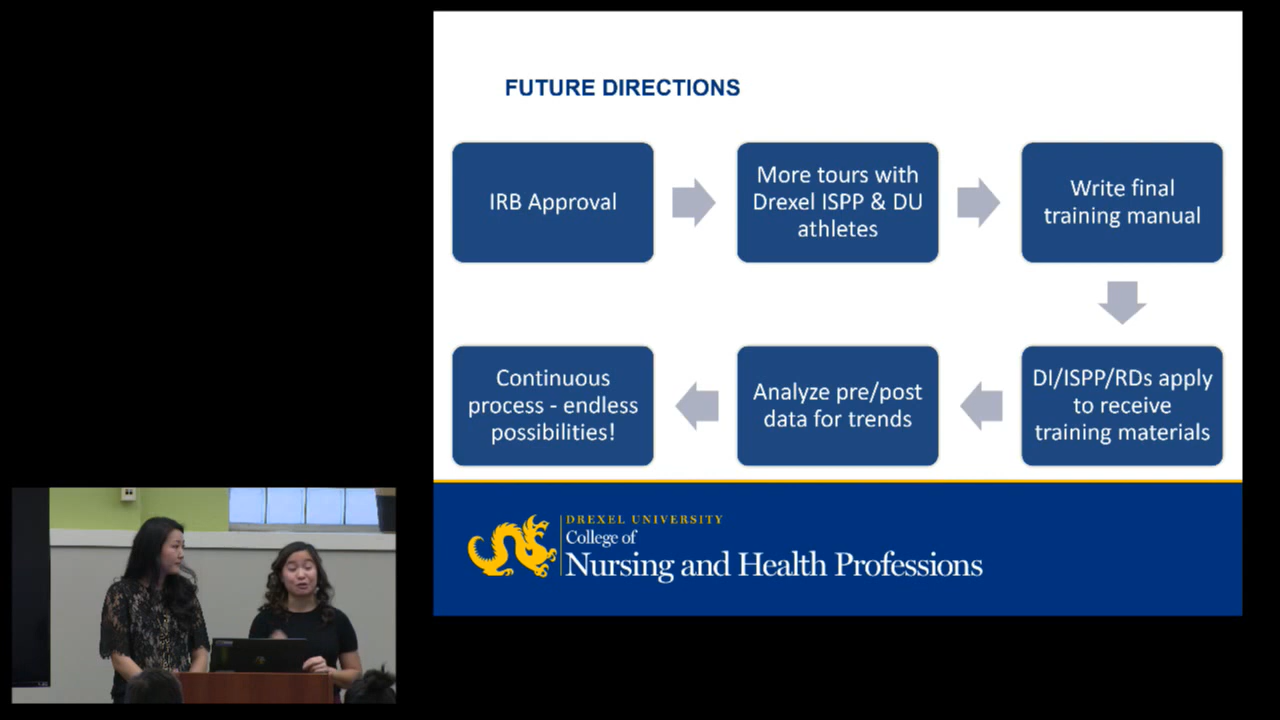 FUTURE DIRECTIONS
IRB Approval
More tours with
Drexel ISPP & DU
athletes
Write final
training manual
DI/ISPP/RDs apply
to receive
training materials
Analyze pre/post
data for trends
Continuous
process - endless
possibilities!
DREXEL UNIVERSITY
College of
Nursing and Health Professions